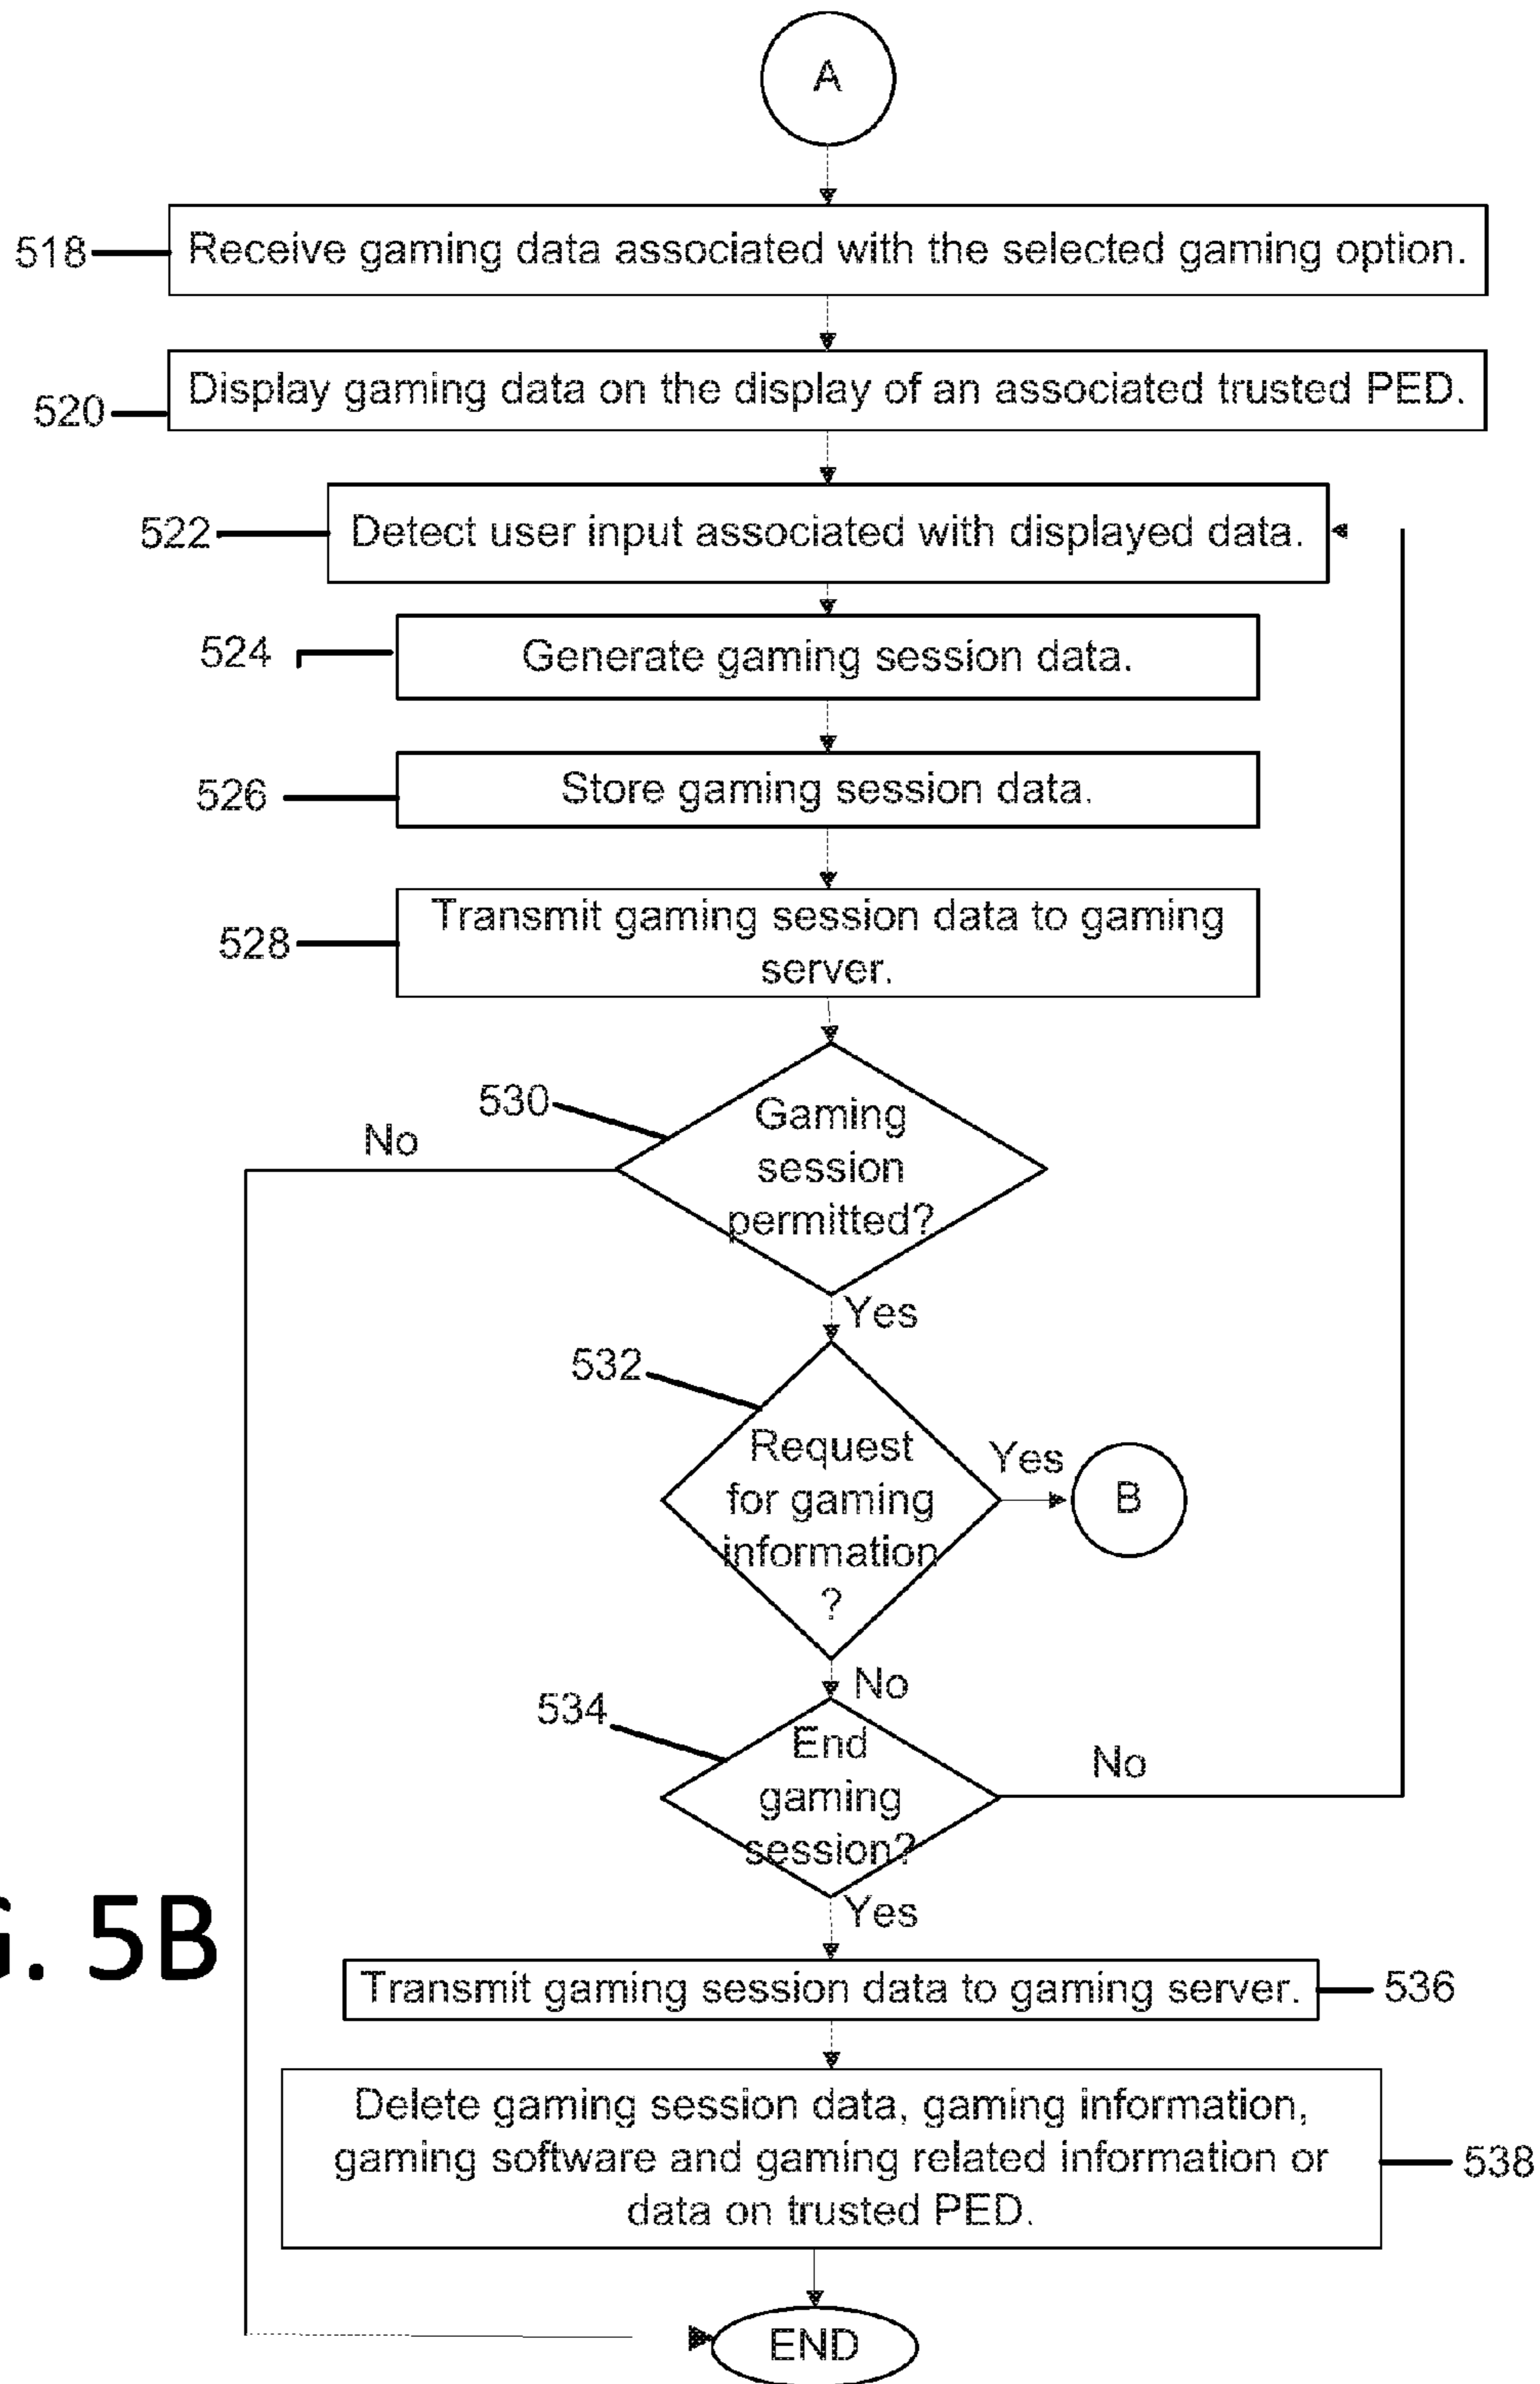 A
518
Receive gaming data associated with the selected gaming option.
520
Display gaming data on the display of an associated trusted PED.
522
Detect user input associated with displayed data.
524
Generate gaming session data.
526
Store gaming session data.
528
Transmit gaming session data to gaming
server.
530
Gaming
session
permitted?
No
Yes
532
Request
for gaming
information
?
Yes
B
No
534
End
gaming
session?
No
Yes
G. 5B
Transmit gaming session data to gaming server.
536
Delete gaming session data, gaming information,
gaming software and gaming related information or
data on trusted PED.
538
END